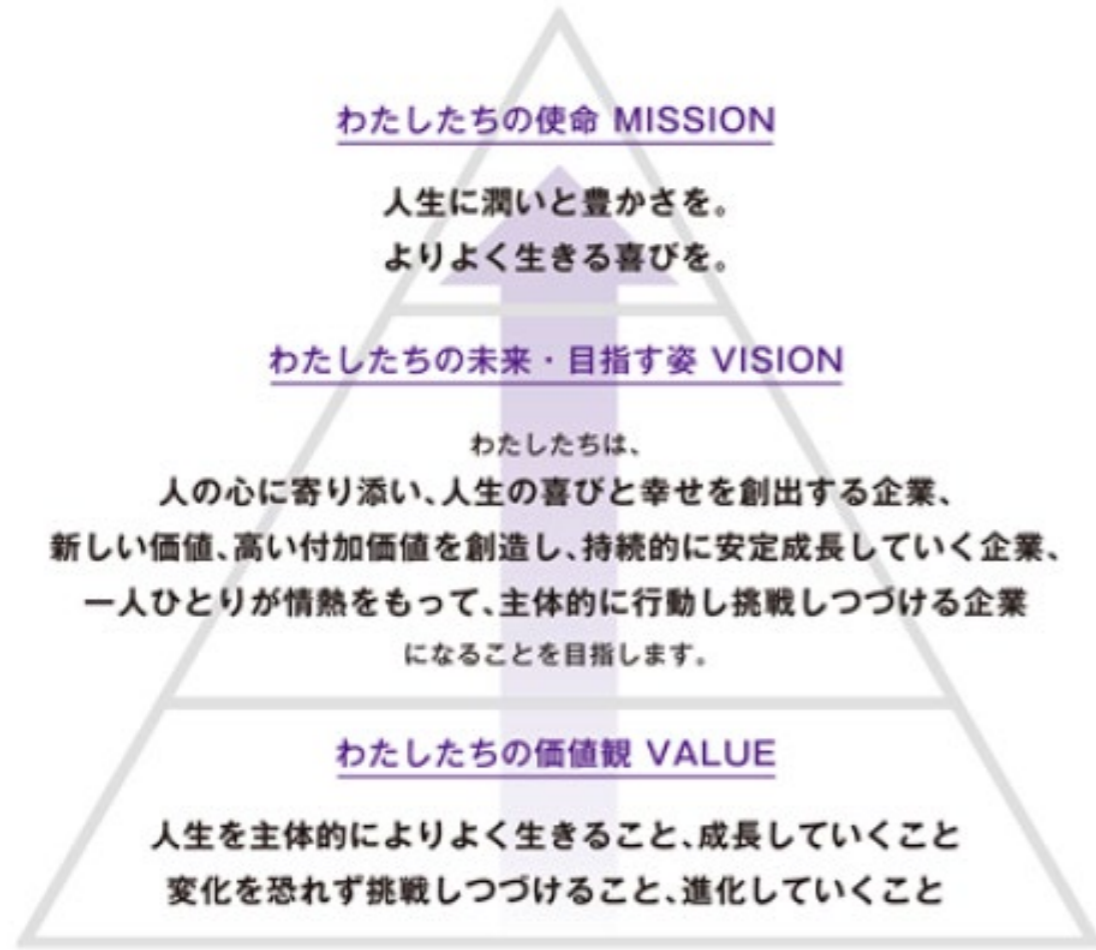 わたしたちの使命 MISSION
人生に潤いと豊かさを。
よりよく生きる喜びを。
わたしたちの未来・目指す姿 VISION
わたしたちは、
人の心に寄り添い、人生の喜びと幸せを創出する企業、
新しい価値、高い付加価値を創造し、持続的に安定成長していく企業、
一人ひとりが情熱をもって、主体的に行動し挑戦しつづける企業
になることを目指します。
わたしたちの価値観 VALUE
人生を主体的によりよく生きること、成長していくこと
変化を恐れず挑戦しつづけること、進化していくこと